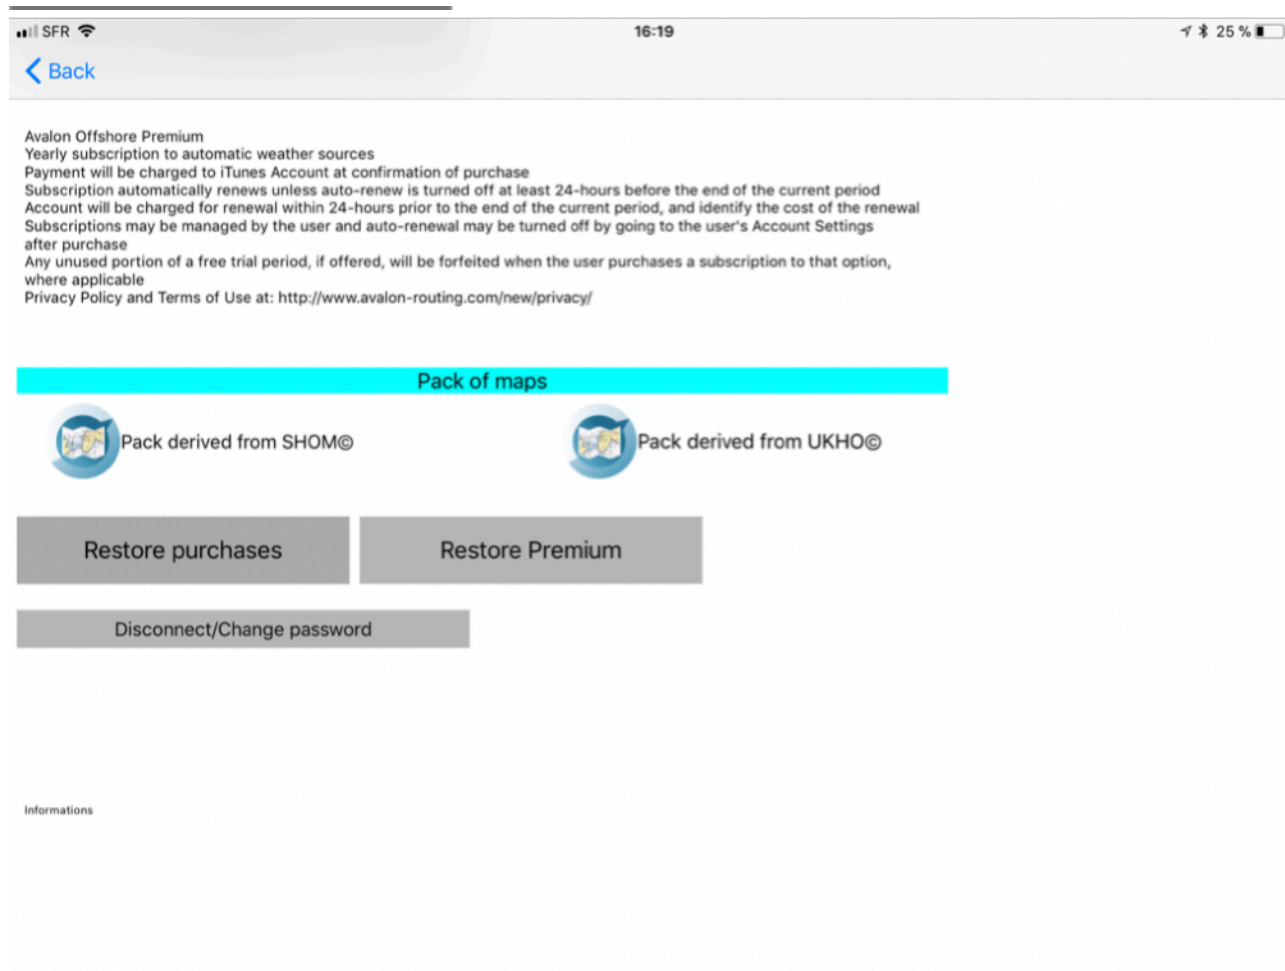 SFR
16:19
25 %
Back
Avalon Offshore Premium
Yearly subscription to automatic weather sources
Payment will be charged to iTunes Account at confirmation of purchase
Subscription automatically renews unless auto-renew is turned off at least 24-hours before the end of the current period
Account will be charged for renewal within 24-hours prior to the end of the current period, and identify the cost of the renewal
Subscriptions may be managed by the user and auto-renewal may be turned off by going to the user's Account Settings
after purchase
Any unused portion of a free trial period, if offered, will be forfeited when the user purchases a subscription to that option,
where applicable
Privacy Policy and Terms of Use at: http://www.avalon-routing.com/new/privacy/
Pack of maps
Pack derived from SHOM©
Pack derived from UKHO©
Restore purchases
Restore Premium
Disconnect/Change password
Informations